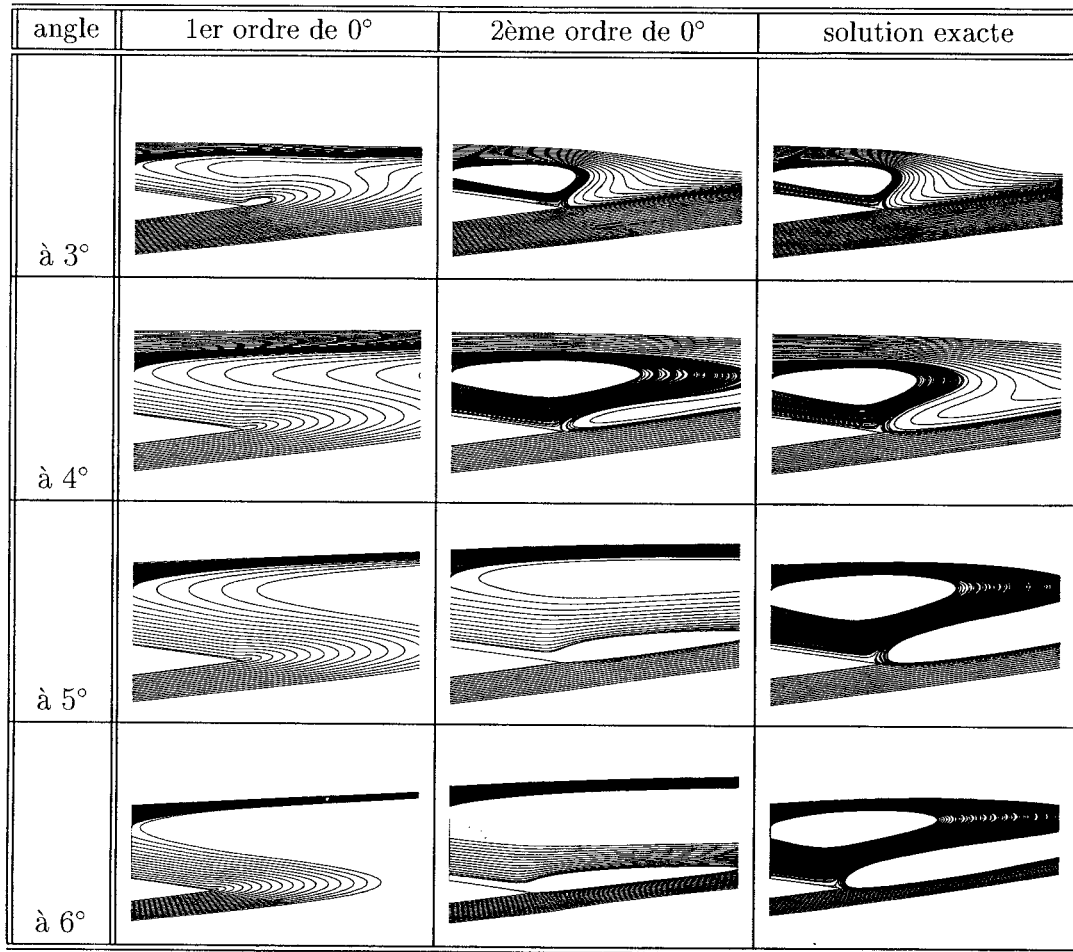 angle 1er ordre de 0° 2ème ordre de 0° solution exacte
à 3°
à 4°
à 5°
à 6°